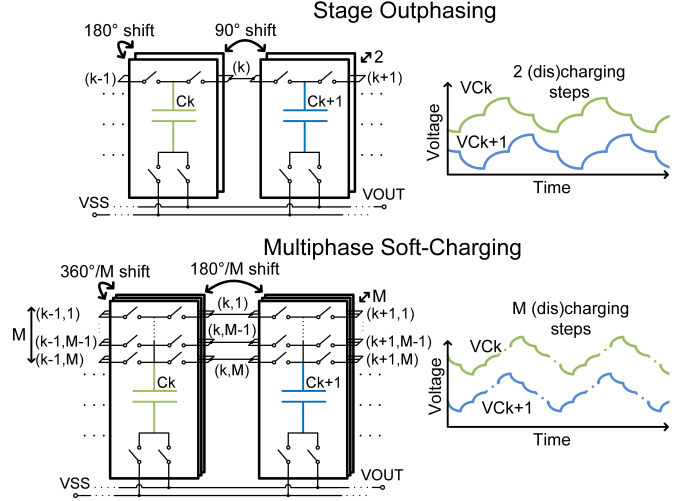 Stage Outphasing
180° shift
90° shift
2
(k-1)
(k)
(k+1)
Ck
Ck+1
VSS
VOUT
Voltage
VCk
2 (dis)charging
steps
VCk+1
Time
Multiphase Soft-Charging
360°/M shift
180°/M shift
M
(k-1,1)
(k,1)
(k+1,1)
M
(k-1,M-1)
(k,M-1)
(k+1,M-1)
(k-1,M)
(k,M)
(k+1,M)
Ck
Ck+1
VSS
VOUT
Voltage
M (dis)charging
steps
VCk
VCk+1
Time